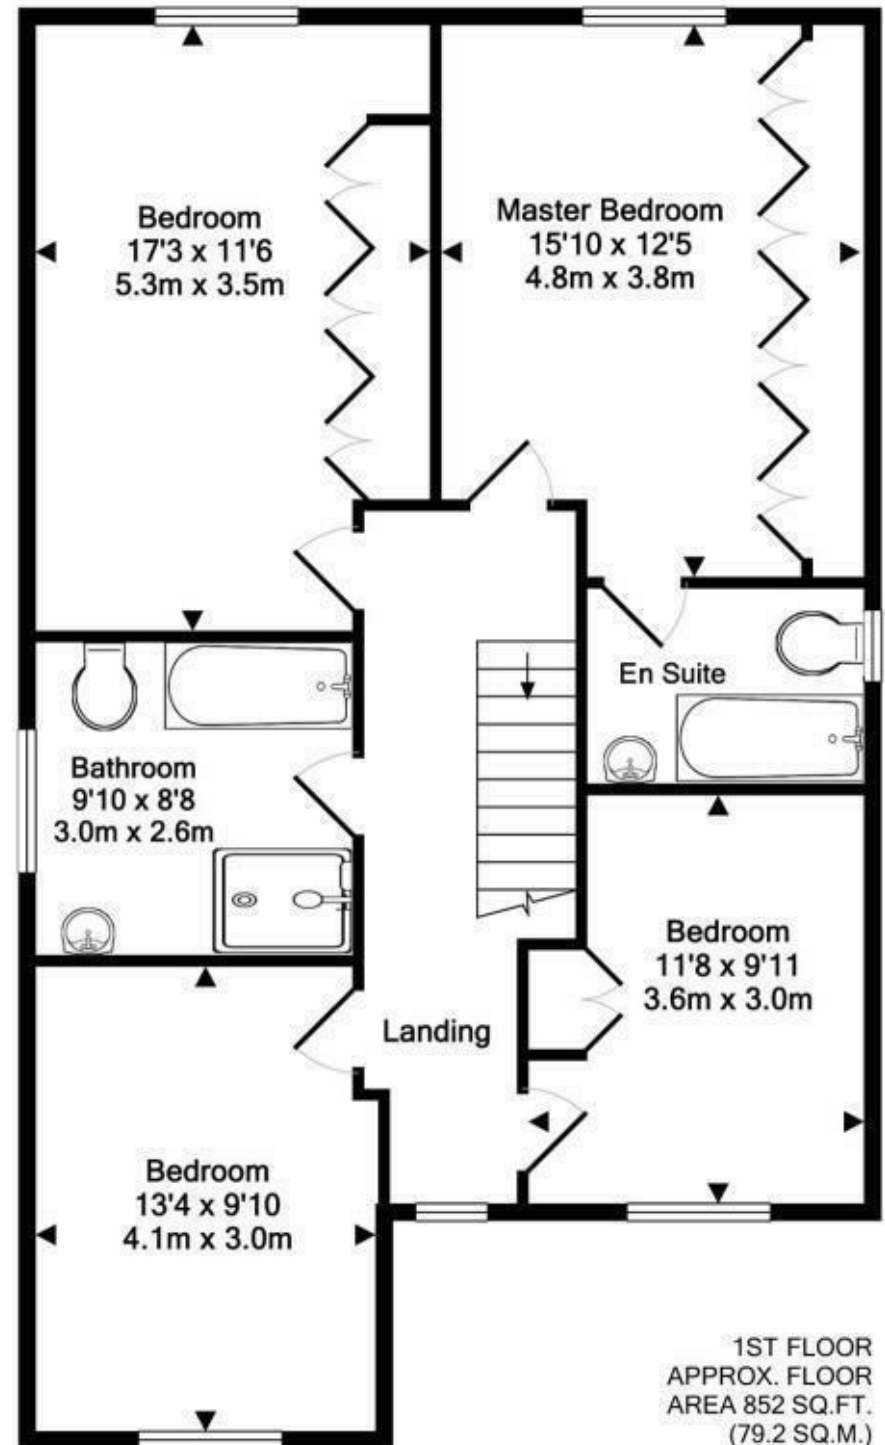 Bedroom
17'3 x 11'6
5.3m x 3.5m
Master Bedroom
15'10 x 12'5
4.8m x 3.8m
En Suite
Bathroom
9'10 x 8'8
3.0m x 2.6m
Bedroom
11'8 x 9'11
3.6m x 3.0m
Landing
Bedroom
13'4 x 9'10
4.1m x 3.0m
1ST FLOOR
APPROX. FLOOR
AREA 852 SQ.FT.
(79.2 SQ.M.)